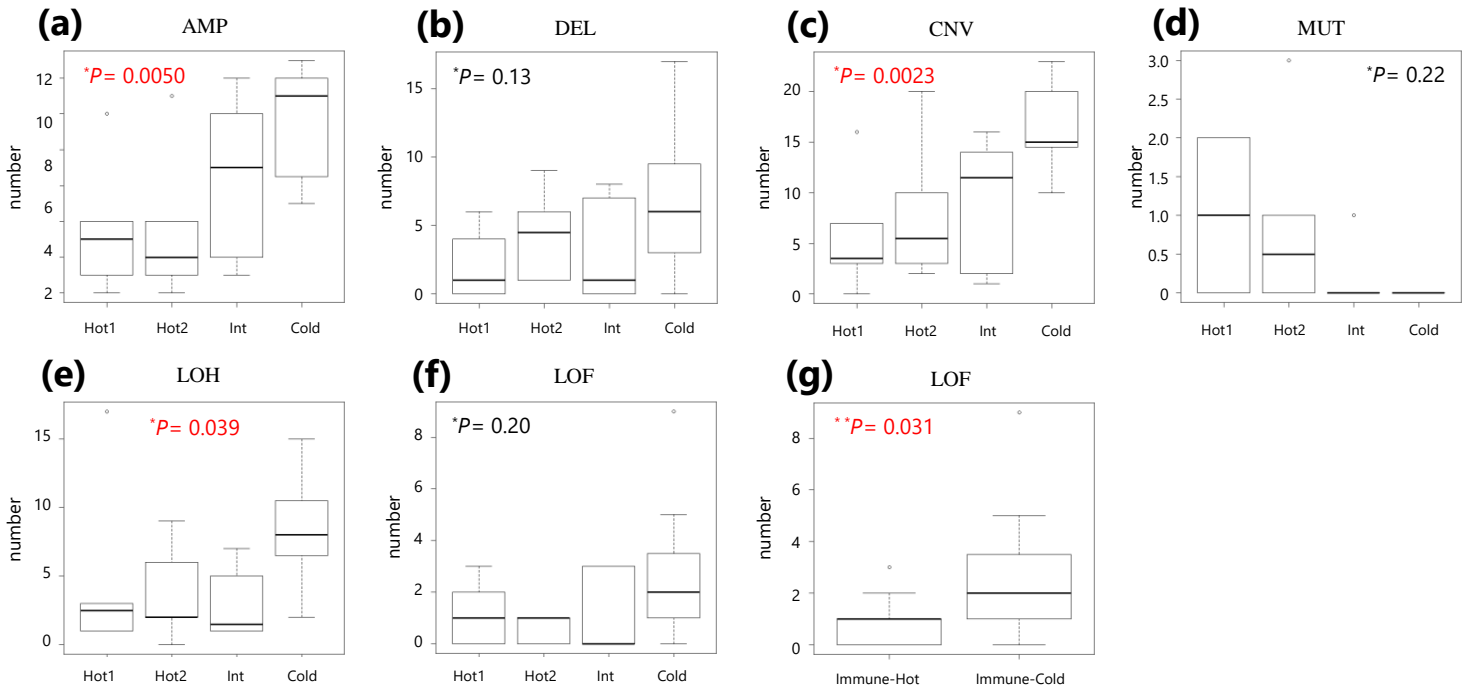 (a) AMP
*P= 0.0050
number
12
10
8
6
4
2
Hot1 Hot2 Int Cold
(b) DEL
*P= 0.13
number
15
10
5
0
Hot1 Hot2 Int Cold
(c) CNV
*P= 0.0023
number
20
15
10
5
0
Hot1 Hot2 Int Cold
(d) MUT
*P= 0.22
number
3.0
2.5
2.0
1.5
1.0
0.5
0
Hot1 Hot2 Int Cold
(e) LOH
*P= 0.039
number
15
10
5
0
Hot1 Hot2 Int Cold
(f) LOF
*P= 0.20
number
8
6
4
2
0
Hot1 Hot2 Int Cold
(g) LOF
**P= 0.031
number
8
6
4
2
0
Immune-Hot Immune-Cold